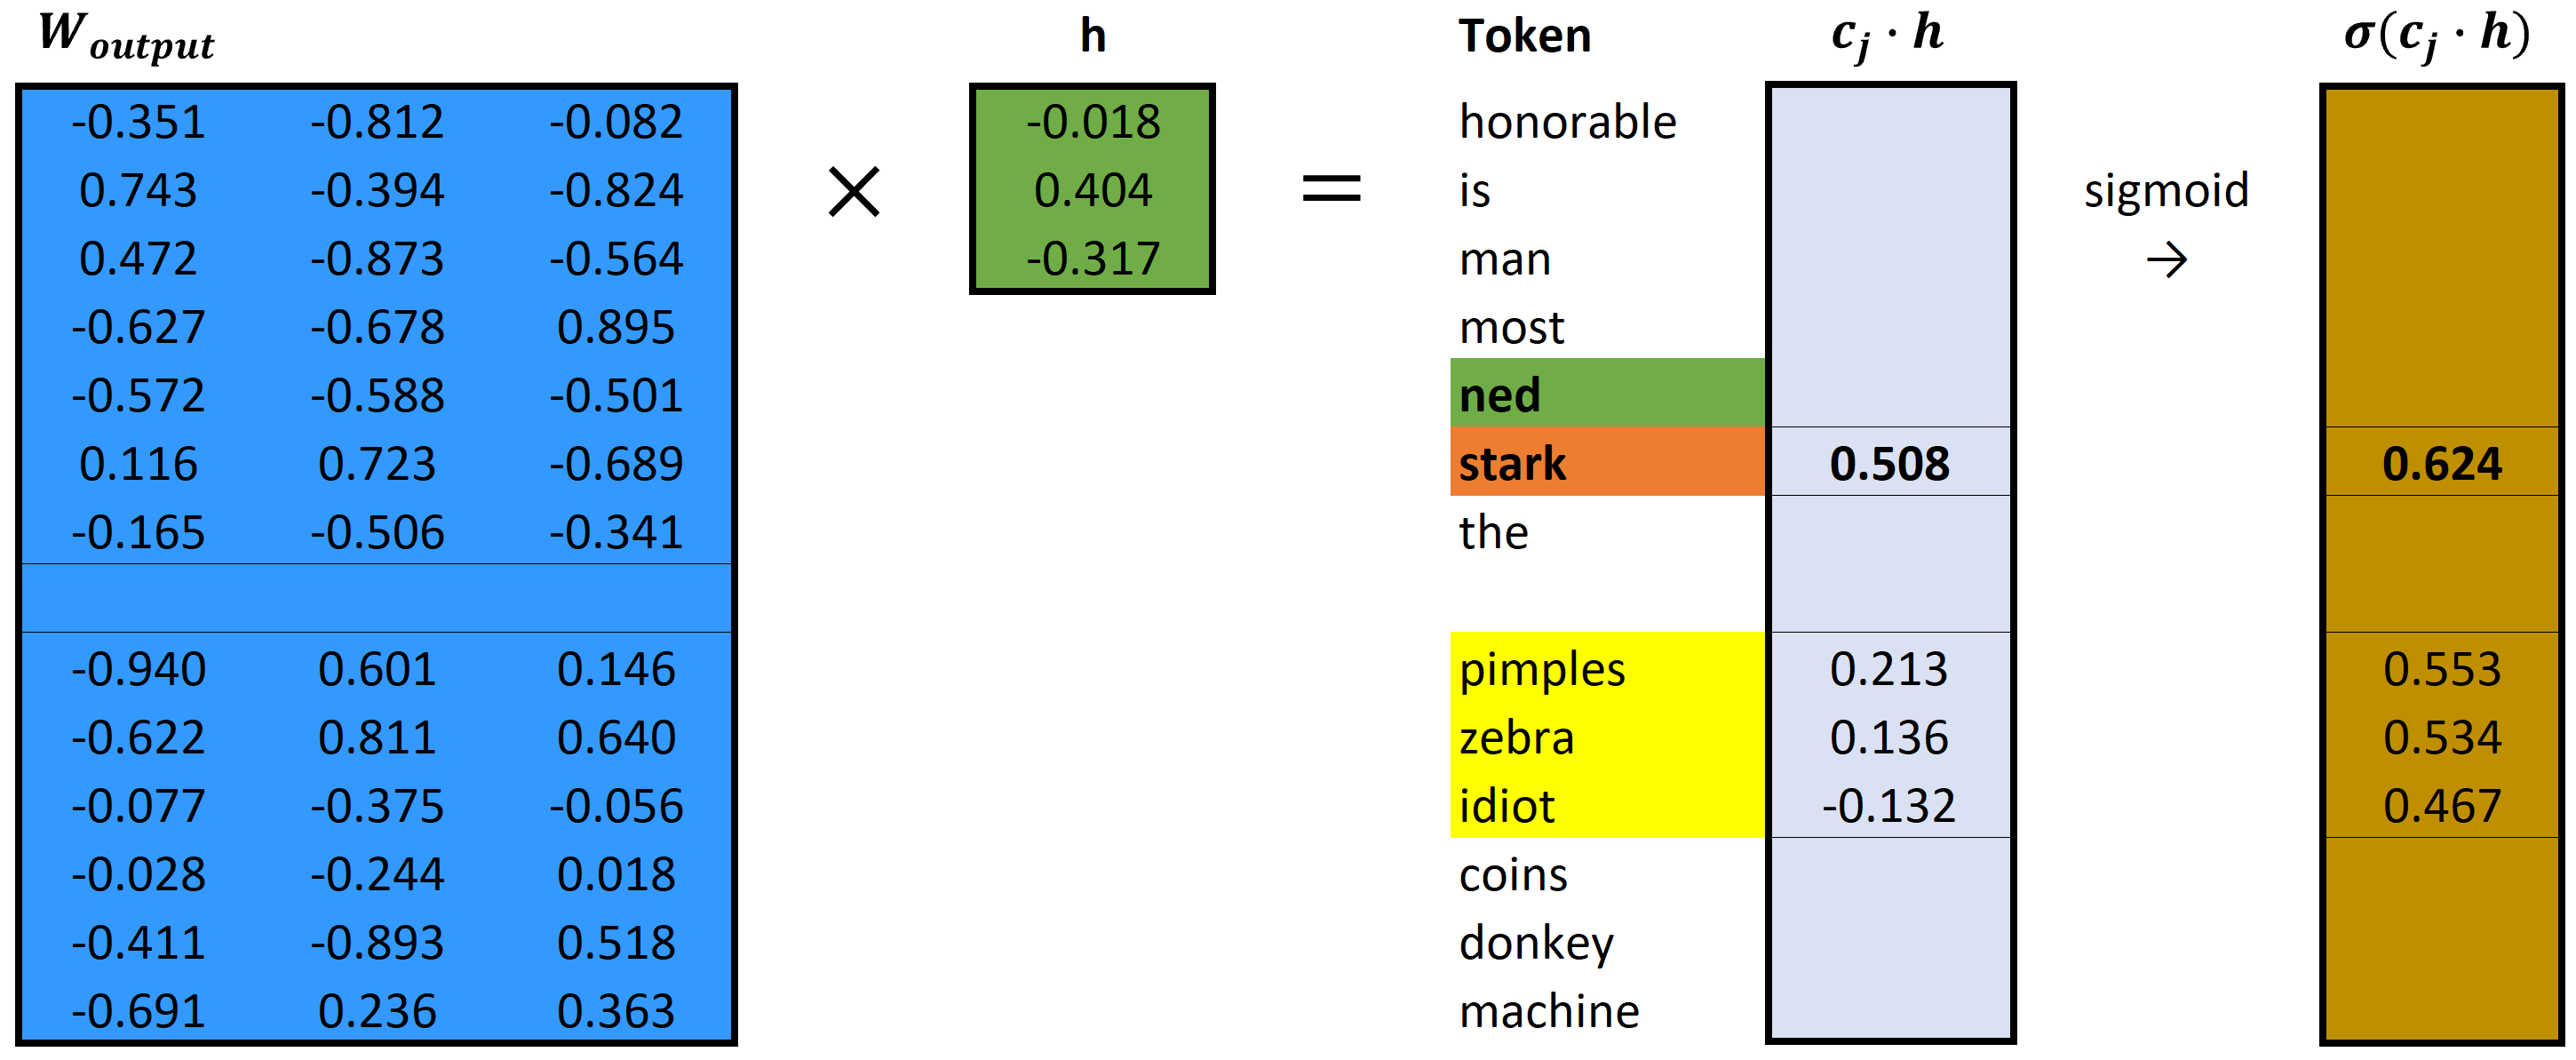 W_output h Token c_j · h σ(c_j · h)
-0.351 -0.812 -0.082 -0.018 honorable
0.743 -0.394 -0.824 × 0.404 = is sigmoid
0.472 -0.873 -0.564 -0.317 man →
-0.627 -0.678 0.895 most
-0.572 -0.588 -0.501 ned
0.116 0.723 -0.689 stark 0.508 0.624
-0.165 -0.506 -0.341 the
-0.940 0.601 0.146 pimples 0.213 0.553
-0.622 0.811 0.640 zebra 0.136 0.534
-0.077 -0.375 -0.056 idiot -0.132 0.467
-0.028 -0.244 0.018 coins
-0.411 -0.893 0.518 donkey
-0.691 0.236 0.363 machine